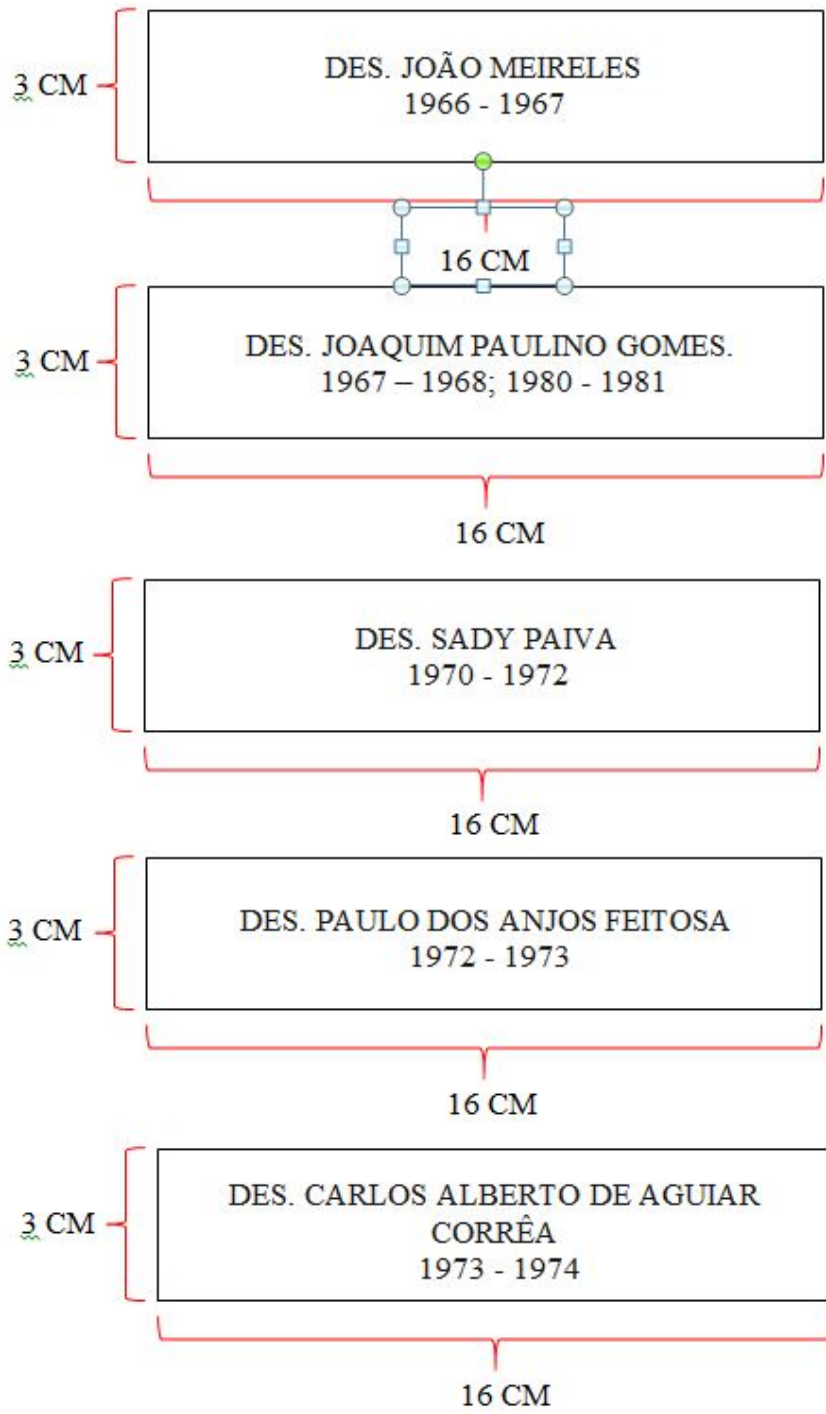 3 CM
DES. JOÃO MEIRELES
1966 - 1967
16 CM
3 CM
DES. JOAQUIM PAULINO GOMES.
1967 – 1968; 1980 - 1981
16 CM
3 CM
DES. SADY PAIVA
1970 - 1972
16 CM
3 CM
DES. PAULO DOS ANJOS FEITOSA
1972 - 1973
16 CM
3 CM
DES. CARLOS ALBERTO DE AGUIAR
CORRÊA
1973 - 1974
16 CM